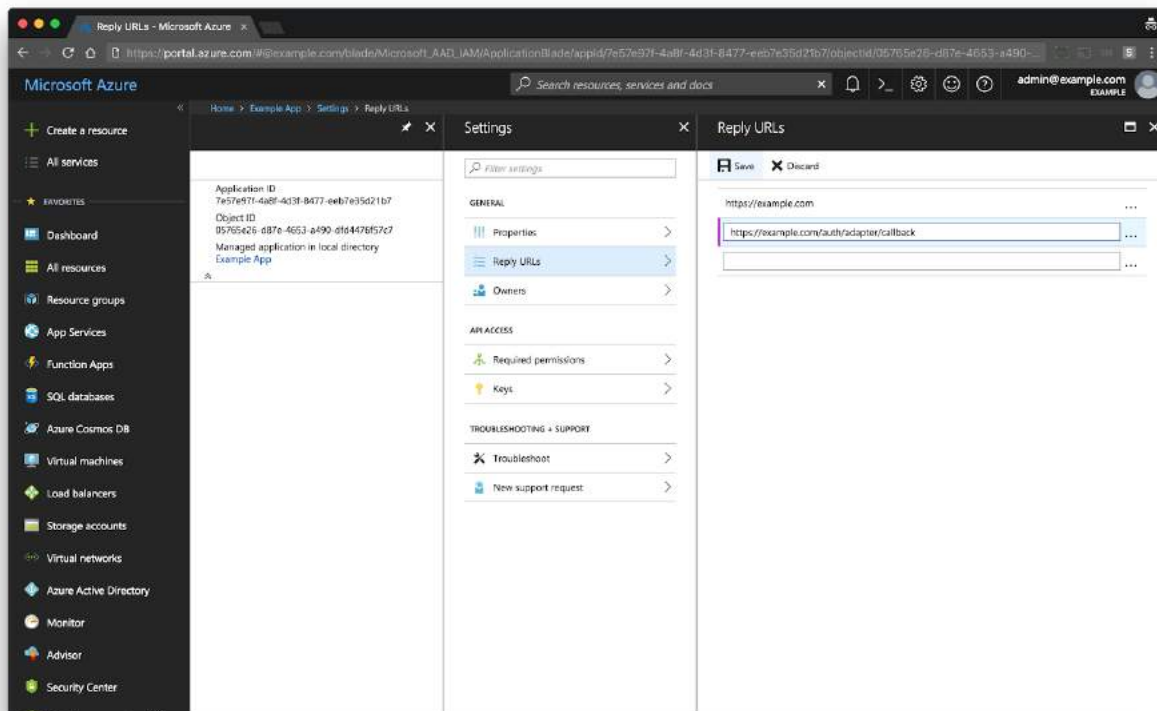 Reply URLs - Microsoft Azure
https://portal.azure.com/#@example.com/blade/Microsoft_AAD_IAM/ApplicationBlade/appId/7e57e97f-4a8f-4d3f-8477-eeb7e35d21b7/objectId/05765e26-d87e-4653-a490-...
Microsoft Azure
Search resources, services and docs
admin@example.com
EXAMPLE
Home > Example App > Settings > Reply URLs
Create a resource
All services
FAVORITES
Dashboard
All resources
Resource groups
App Services
Function Apps
SQL databases
Azure Cosmos DB
Virtual machines
Load balancers
Storage accounts
Virtual networks
Azure Active Directory
Monitor
Advisor
Security Center
Application ID
7e57e97f-4a8f-4d3f-8477-eeb7e35d21b7
Object ID
05765e26-d87e-4653-a490-dfd4476f57c7
Managed application in local directory
Example App
Settings
Filter settings
GENERAL
Properties
Reply URLs
Owners
API ACCESS
Required permissions
Keys
TROUBLESHOOTING + SUPPORT
Troubleshoot
New support request
Reply URLs
Save
Discard
https://example.com
...
https://example.com/auth/adapter/callback
...
...